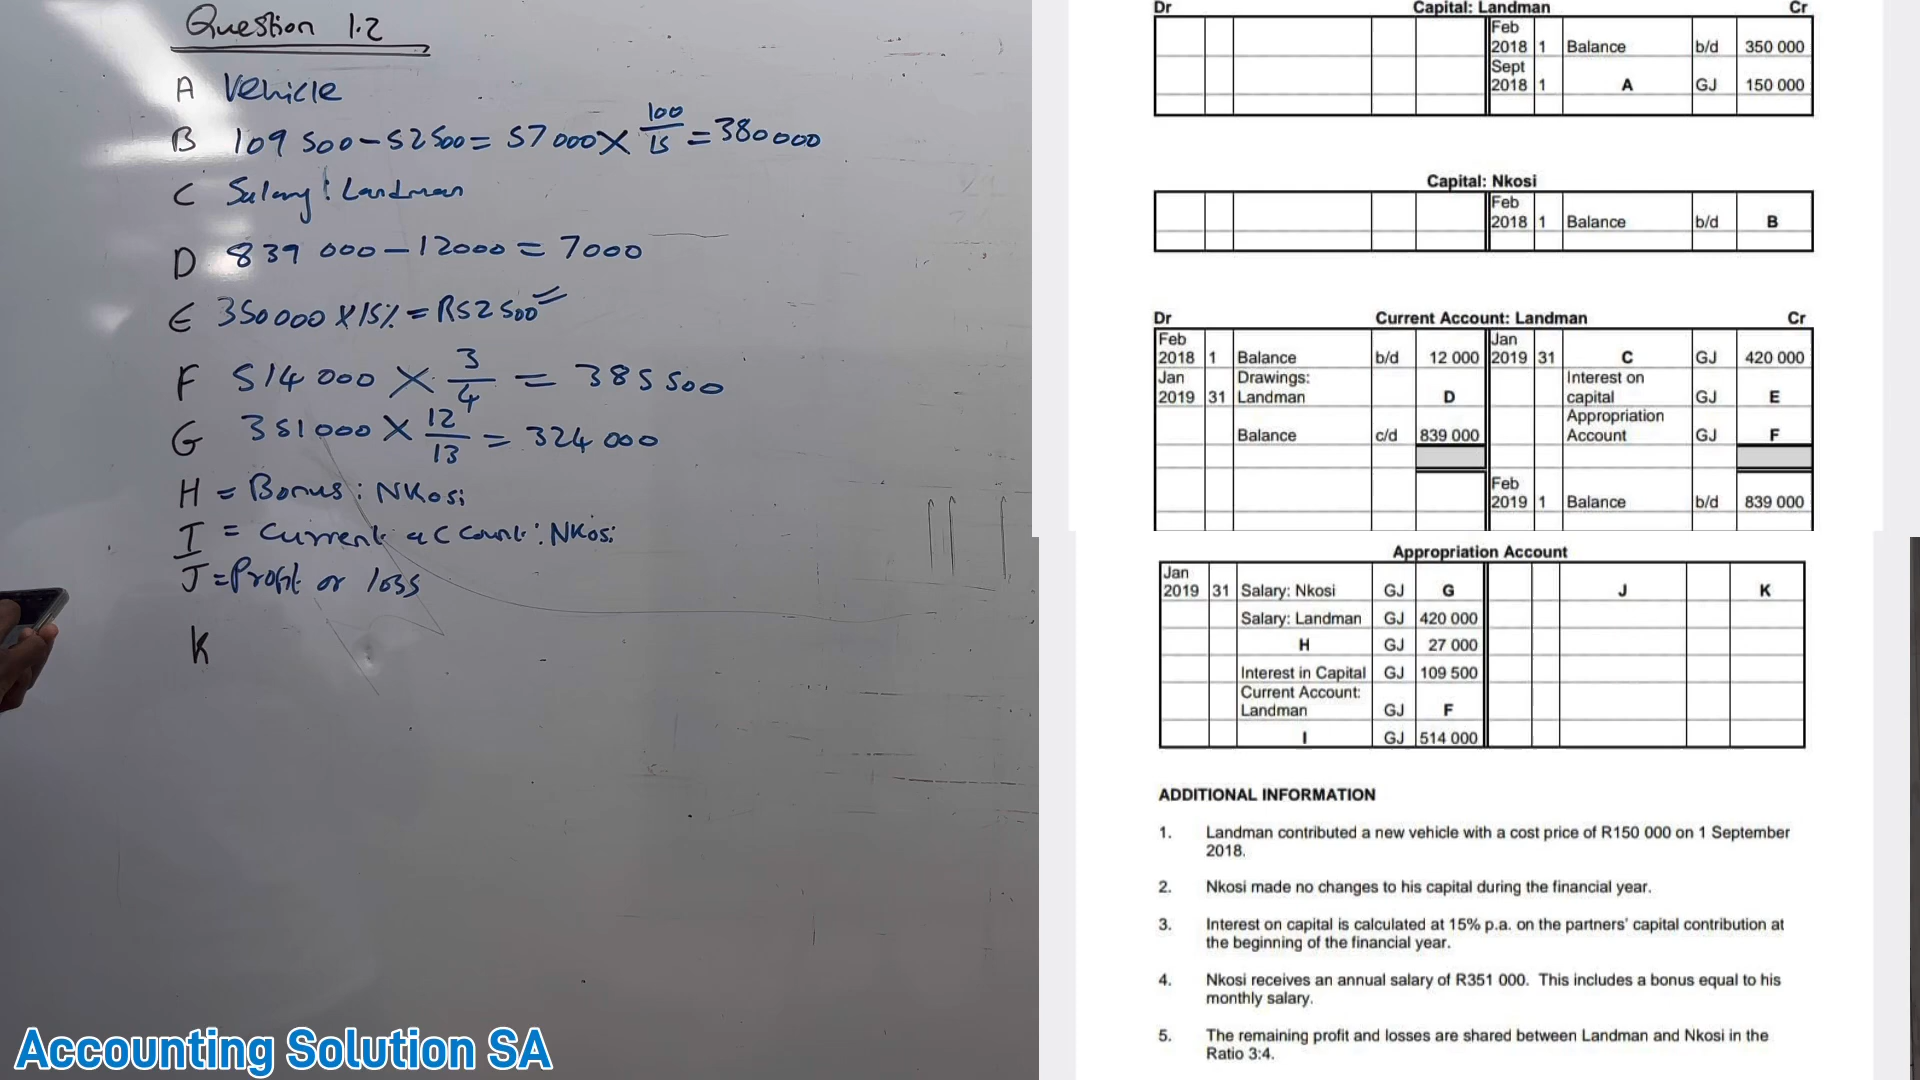 Question 1.2
A Vehicle
B 109 500 – 52 500 = 57 000 × 100/15 = 380 000
C Salary: Landman
D 839 000 – 12000 = 7000
E 350000 × 15% = R52 500
F 514 000 × 3/4 = 385 500
G 351000 × 12/13 = 324 000
H = Bonus: NKosi
I = Current account: NKosi
J = Profit or loss
K
Accounting Solution SA
Dr Capital: Landman Cr
Feb
2018 1 Balance b/d 350 000
Sept
2018 1 A GJ 150 000
Capital: Nkosi
Feb
2018 1 Balance b/d B
Dr Current Account: Landman Cr
Feb Jan
2018 1 Balance b/d 12 000 2019 31 C GJ 420 000
Jan Drawings: Interest on
2019 31 Landman D capital GJ E
Appropriation
Balance c/d 839 000 Account GJ F
Feb
2019 1 Balance b/d 839 000
Appropriation Account
Jan
2019 31 Salary: Nkosi GJ G J K
Salary: Landman GJ 420 000
H GJ 27 000
Interest in Capital GJ 109 500
Current Account:
Landman GJ F
I GJ 514 000
ADDITIONAL INFORMATION
1. Landman contributed a new vehicle with a cost price of R150 000 on 1 September
2018.
2. Nkosi made no changes to his capital during the financial year.
3. Interest on capital is calculated at 15% p.a. on the partners' capital contribution at
the beginning of the financial year.
4. Nkosi receives an annual salary of R351 000. This includes a bonus equal to his
monthly salary.
5. The remaining profit and losses are shared between Landman and Nkosi in the
Ratio 3:4.